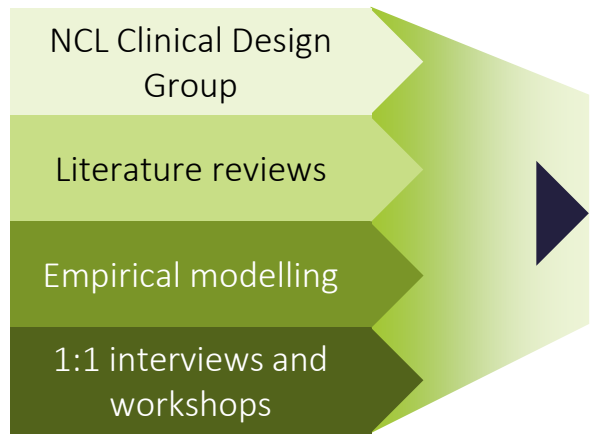 NCL Clinical Design
Group
Literature reviews
Empirical modelling
1:1 interviews and
workshops